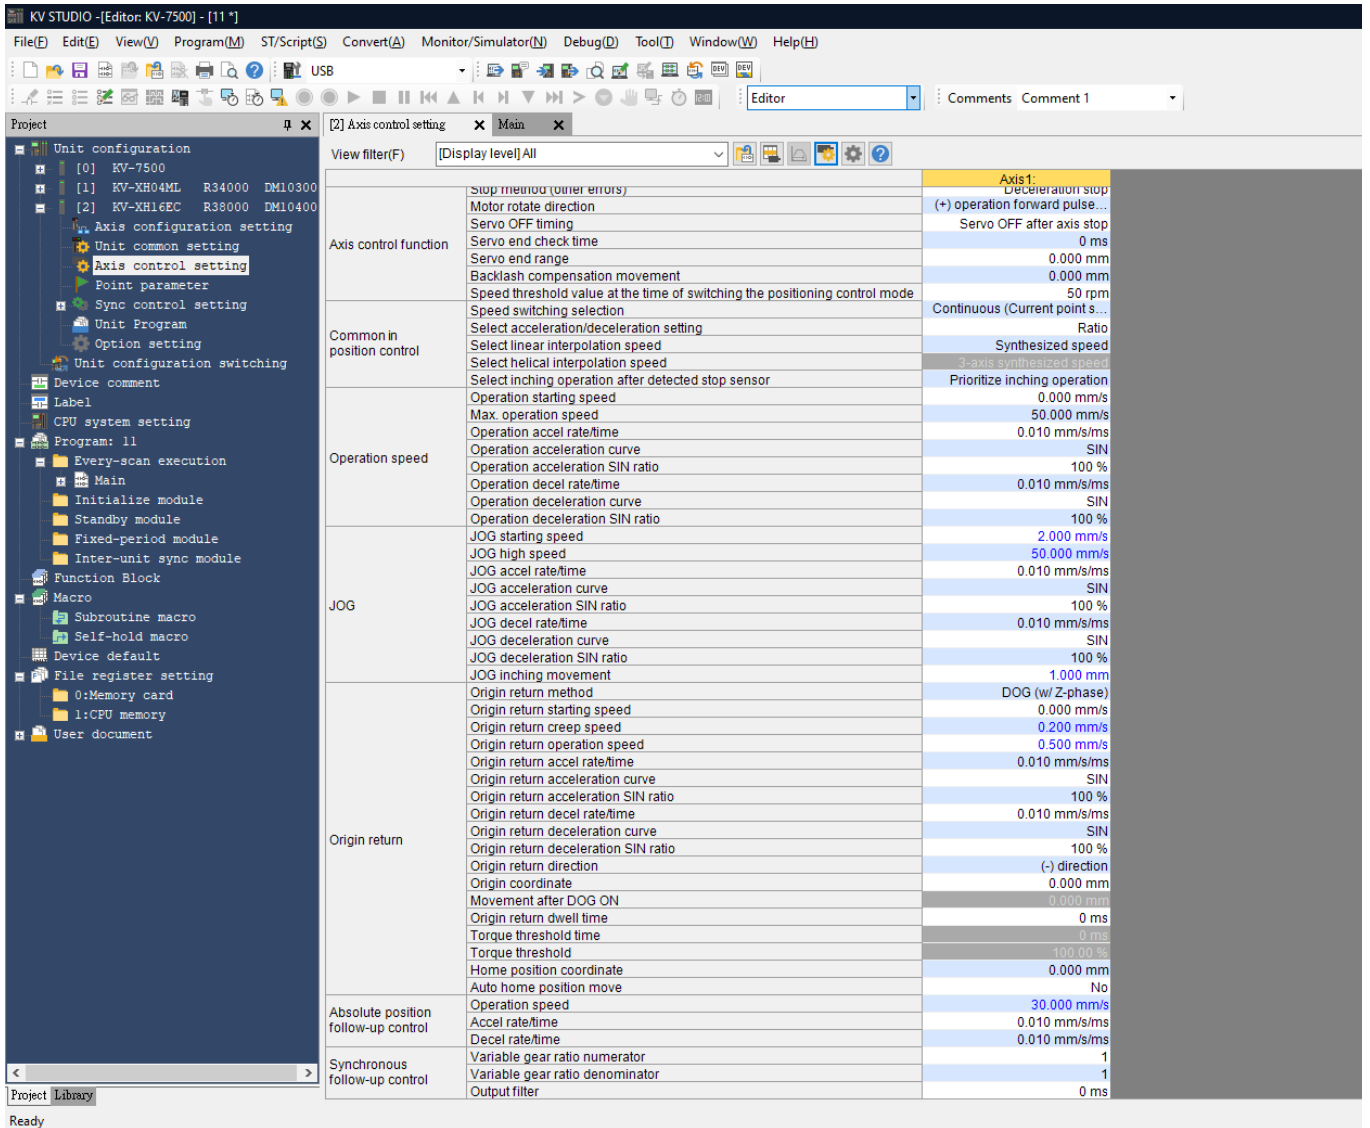 KV STUDIO -[Editor: KV-7500] - [11 *]
File(F) Edit(E) View(V) Program(M) ST/Script(S) Convert(A) Monitor/Simulator(N) Debug(D) Tool(T) Window(W) Help(H)
USB
Editor Comments Comment 1
Project
[2] Axis control setting Main
View filter(F) [Display level] All
Unit configuration
[0] KV-7500
[1] KV-XH04ML R34000 DM10300
[2] KV-XH16EC R38000 DM10400
Axis configuration setting
Unit common setting
Axis control setting
Point parameter
Sync control setting
Unit Program
Option setting
Unit configuration switching
Device comment
Label
CPU system setting
Program: 11
Every-scan execution
Main
Initialize module
Standby module
Fixed-period module
Inter-unit sync module
Function Block
Macro
Subroutine macro
Self-hold macro
Device default
File register setting
0:Memory card
1:CPU memory
User document
Project Library
Ready
Axis1:
Axis control function
Stop method (other errors) Deceleration stop
Motor rotate direction (+) operation forward pulse...
Servo OFF timing Servo OFF after axis stop
Servo end check time 0 ms
Servo end range 0.000 mm
Backlash compensation movement 0.000 mm
Speed threshold value at the time of switching the positioning control mode 50 rpm
Common in
position control
Speed switching selection Continuous (Current point s...
Select acceleration/deceleration setting Ratio
Select linear interpolation speed Synthesized speed
Select helical interpolation speed 3-axis synthesized speed
Select inching operation after detected stop sensor Prioritize inching operation
Operation speed
Operation starting speed 0.000 mm/s
Max. operation speed 50.000 mm/s
Operation accel rate/time 0.010 mm/s/ms
Operation acceleration curve SIN
Operation acceleration SIN ratio 100 %
Operation decel rate/time 0.010 mm/s/ms
Operation deceleration curve SIN
Operation deceleration SIN ratio 100 %
JOG
JOG starting speed 2.000 mm/s
JOG high speed 50.000 mm/s
JOG accel rate/time 0.010 mm/s/ms
JOG acceleration curve SIN
JOG acceleration SIN ratio 100 %
JOG decel rate/time 0.010 mm/s/ms
JOG deceleration curve SIN
JOG deceleration SIN ratio 100 %
JOG inching movement 1.000 mm
Origin return
Origin return method DOG (w/ Z-phase)
Origin return starting speed 0.000 mm/s
Origin return creep speed 0.200 mm/s
Origin return operation speed 0.500 mm/s
Origin return accel rate/time 0.010 mm/s/ms
Origin return acceleration curve SIN
Origin return acceleration SIN ratio 100 %
Origin return decel rate/time 0.010 mm/s/ms
Origin return deceleration curve SIN
Origin return deceleration SIN ratio 100 %
Origin return direction (-) direction
Origin coordinate 0.000 mm
Movement after DOG ON 0.000 mm
Origin return dwell time 0 ms
Torque threshold time 0 ms
Torque threshold 100.00 %
Home position coordinate 0.000 mm
Auto home position move No
Absolute position
follow-up control
Operation speed 30.000 mm/s
Accel rate/time 0.010 mm/s/ms
Decel rate/time 0.010 mm/s/ms
Synchronous
follow-up control
Variable gear ratio numerator 1
Variable gear ratio denominator 1
Output filter 0 ms